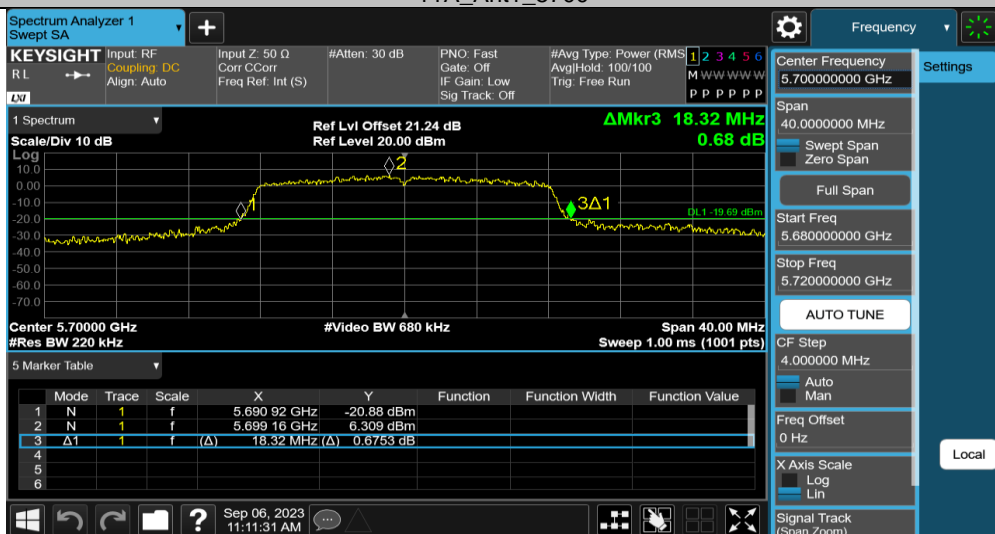 Spectrum Analyzer 1
Swept SA
Frequency
KEYSIGHT
RL
LXI
Input: RF
Coupling: DC
Align: Auto
Input Z: 50 Ω
Corr CCorr
Freq Ref: Int (S)
#Atten: 30 dB
PNO: Fast
Gate: Off
IF Gain: Low
Sig Track: Off
#Avg Type: Power (RMS
Avg|Hold: 100/100
Trig: Free Run
1 2 3 4 5 6
M W W W W W
P P P P P P
1 Spectrum
Scale/Div 10 dB
Ref Lvl Offset 21.24 dB
Ref Level 20.00 dBm
ΔMkr3 18.32 MHz
0.68 dB
Log
10.0
0.00
-10.0
-20.0
-30.0
-40.0
-50.0
-60.0
-70.0
1
2
3Δ1
DL1 -19.69 dBm
Center 5.70000 GHz
#Res BW 220 kHz
#Video BW 680 kHz
Span 40.00 MHz
Sweep 1.00 ms (1001 pts)
5 Marker Table
Mode Trace Scale X Y Function Function Width Function Value
1 N 1 f 5.690 92 GHz -20.88 dBm
2 N 1 f 5.699 16 GHz 6.309 dBm
3 Δ1 1 f (Δ) 18.32 MHz (Δ) 0.6753 dB
4
5
6
Sep 06, 2023
11:11:31 AM
Center Frequency
5.700000000 GHz
Settings
Span
40.0000000 MHz
Swept Span
Zero Span
Full Span
Start Freq
5.680000000 GHz
Stop Freq
5.720000000 GHz
AUTO TUNE
CF Step
4.000000 MHz
Auto
Man
Freq Offset
0 Hz
Local
X Axis Scale
Log
Lin
Signal Track
(Span Zoom)